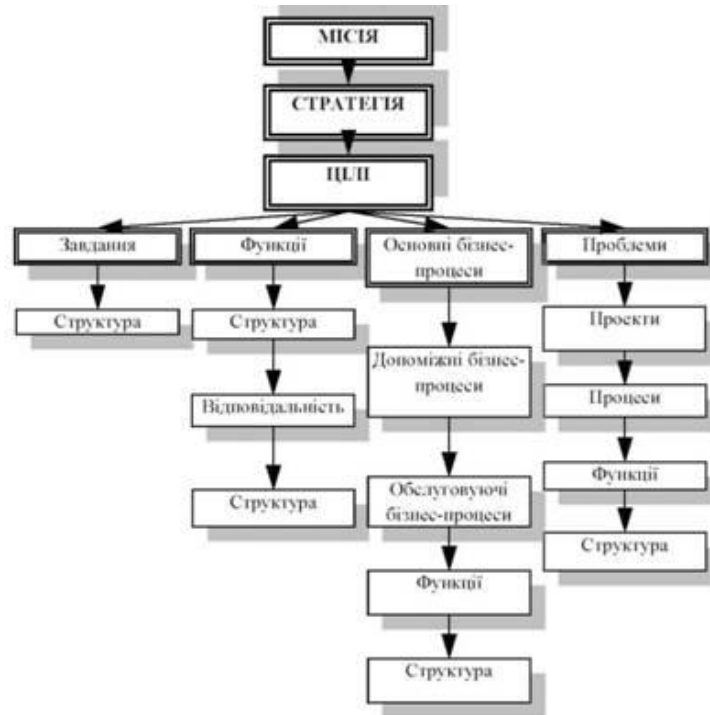 МІСІЯ
СТРАТЕГІЯ
ЦІЛІ
Завдання
Структура
Функції
Структура
Відповідальність
Структура
Основні бізнес-
процеси
Допоміжні бізнес-
процеси
Обслуговуючі
бізнес-процеси
Функції
Структура
Проблеми
Проекти
Процеси
Функції
Структура